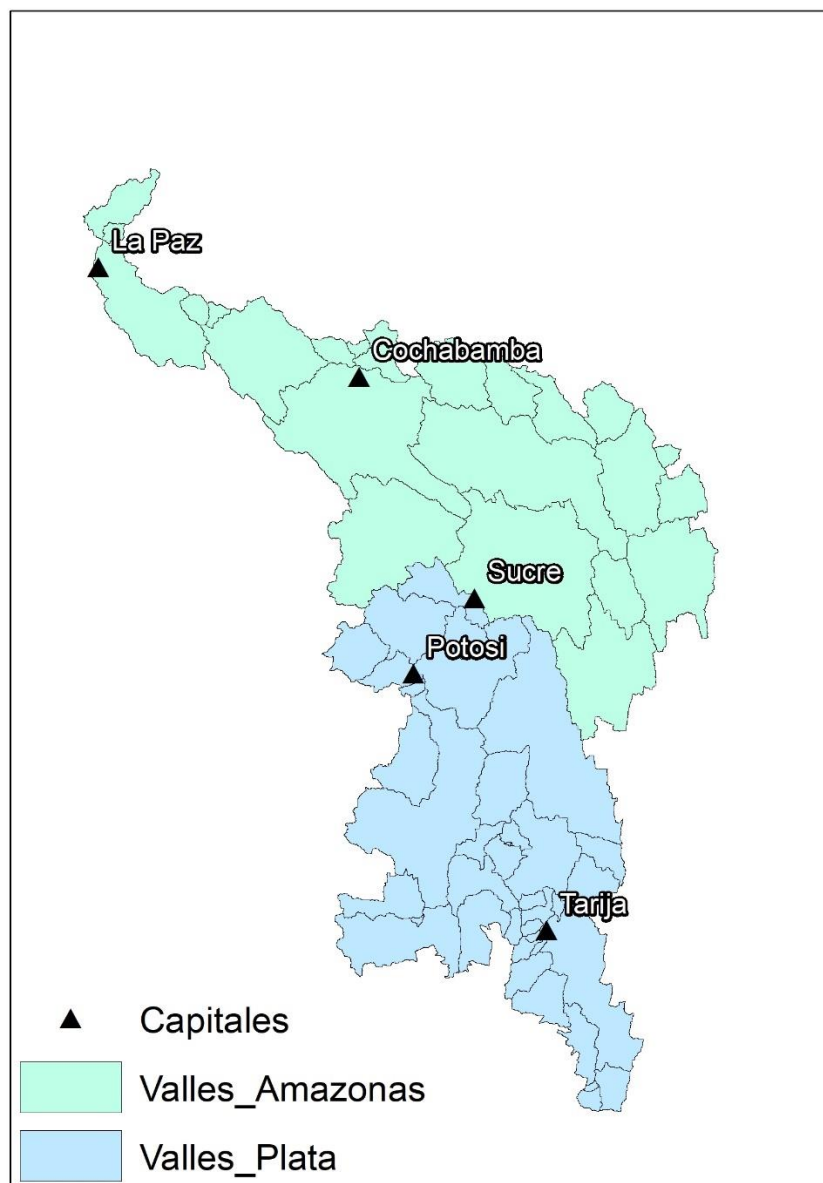 La Paz
Cochabamba
Sucre
Potosi
Tarija
Capitales
Valles_Amazonas
Valles_Plata